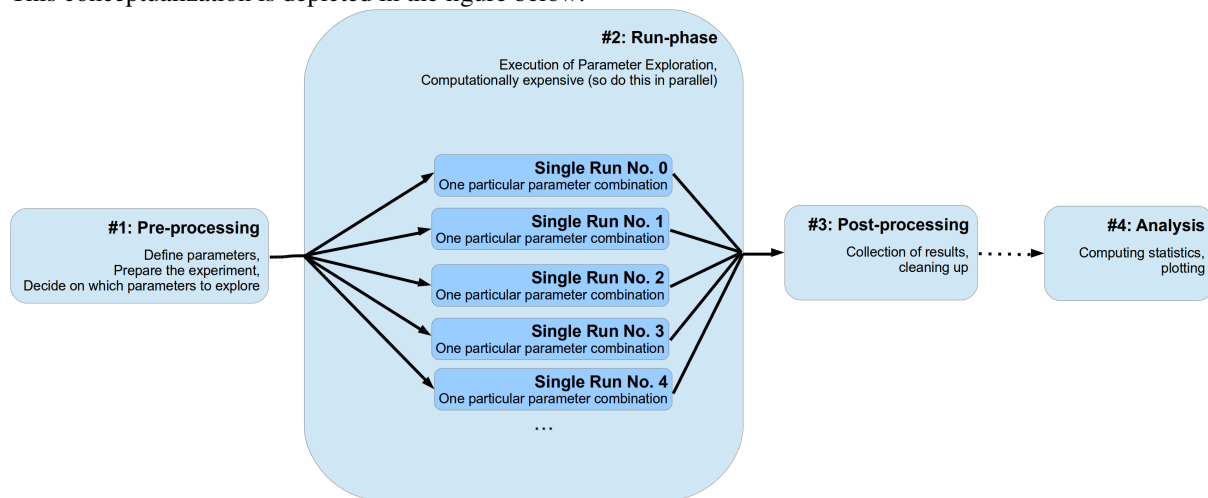 This conceptualization is depicted in the figure below:
#2: Run-phase
Execution of Parameter Exploration,
Computationally expensive (so do this in parallel)
Single Run No. 0
One particular parameter combination
Single Run No. 1
One particular parameter combination
#1: Pre-processing
Define parameters,
Prepare the experiment,
Decide on which parameters to explore
Single Run No. 2
One particular parameter combination
Single Run No. 3
One particular parameter combination
Single Run No. 4
One particular parameter combination
...
#3: Post-processing
Collection of results,
cleaning up
#4: Analysis
Computing statistics,
plotting